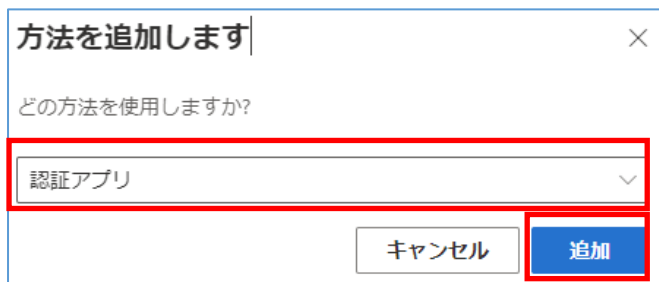 方法を追加します
どの方法を使用しますか?
認証アプリ
キャンセル 追加